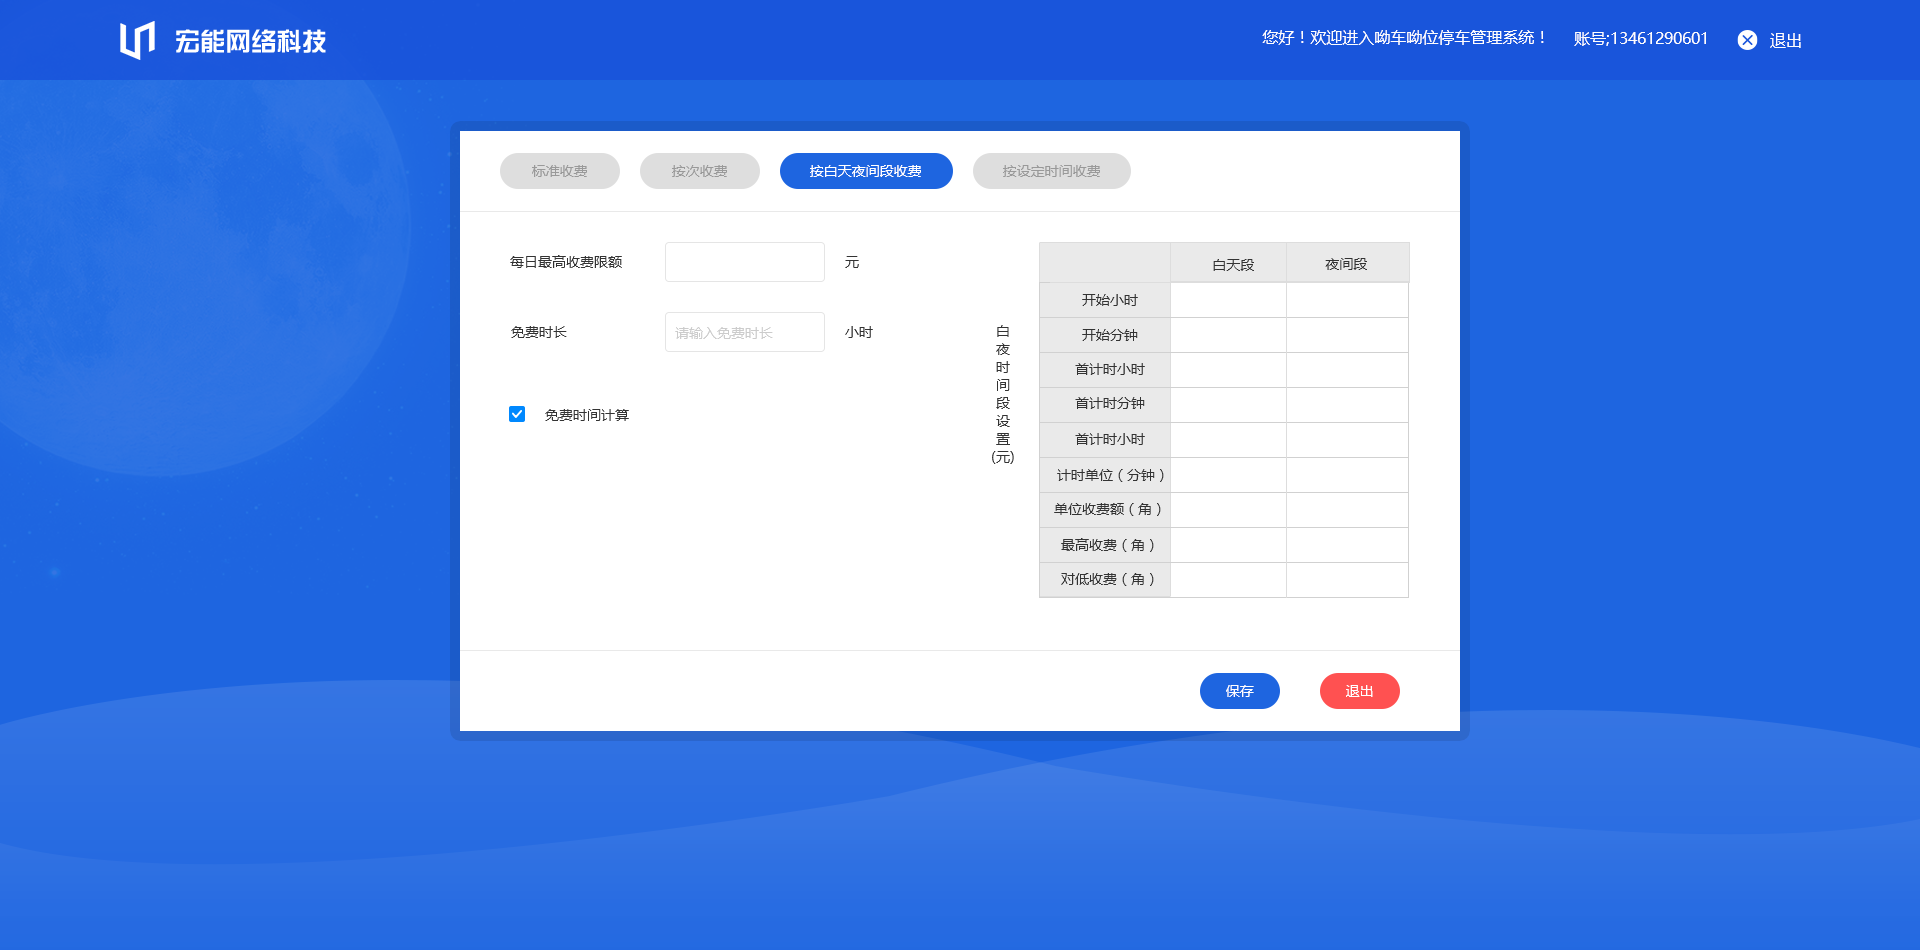 宏能网络科技
您好！欢迎进入呦车呦位停车管理系统！ 账号;13461290601 退出
标准收费 按次收费 按白天夜间段收费 按设定时间收费
每日最高收费限额 元
免费时长 请输入免费时长 小时
免费时间计算
白
夜
时
间
段
设
置
(元)
白天段 夜间段
开始小时
开始分钟
首计时小时
首计时分钟
首计时小时
计时单位（分钟）
单位收费额（角）
最高收费（角）
对低收费（角）
保存 退出